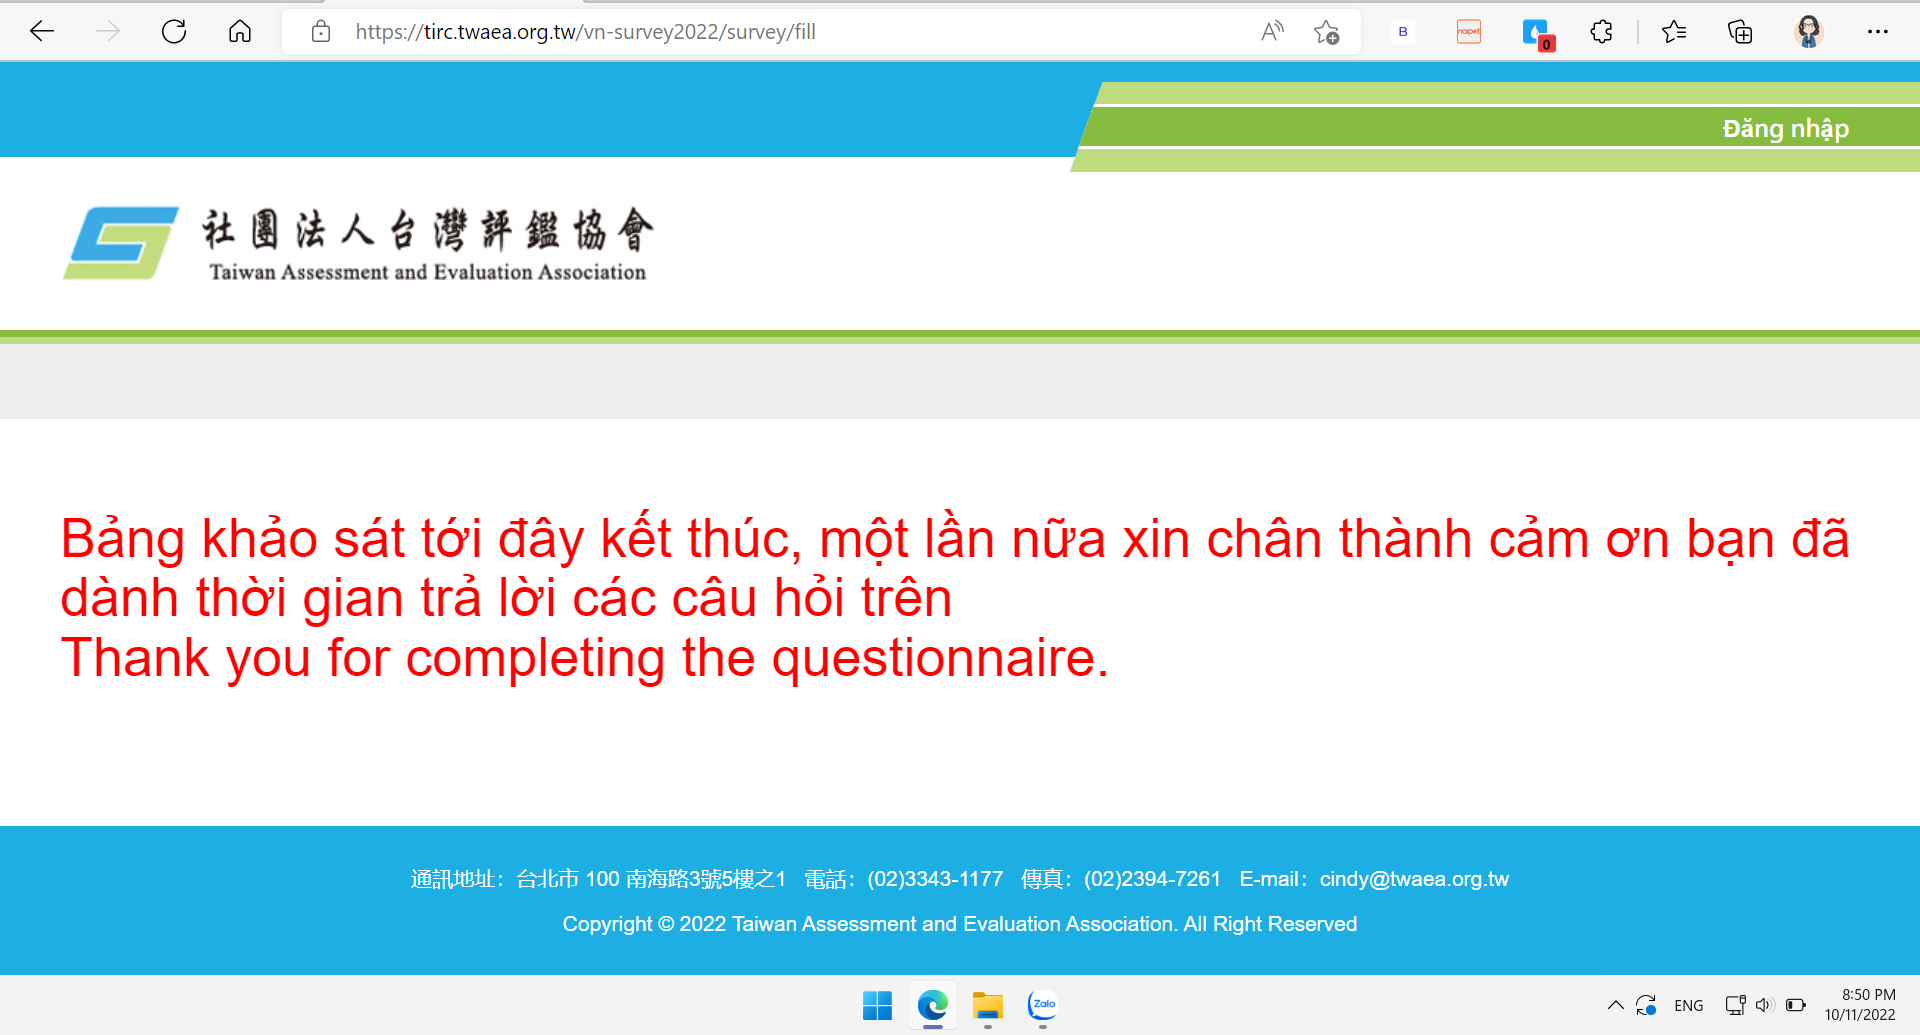 https://tirc.twaea.org.tw/vn-survey2022/survey/fill
B
napot
0
Đăng nhập
社團法人台灣評鑑協會
Taiwan Assessment and Evaluation Association
Bảng khảo sát tới đây kết thúc, một lần nữa xin chân thành cảm ơn bạn đã
dành thời gian trả lời các câu hỏi trên
Thank you for completing the questionnaire.
通訊地址：台北市 100 南海路3號5樓之1 電話：(02)3343-1177 傳真：(02)2394-7261 E-mail：cindy@twaea.org.tw
Copyright © 2022 Taiwan Assessment and Evaluation Association. All Right Reserved
Zalo
ENG
8:50 PM
10/11/2022